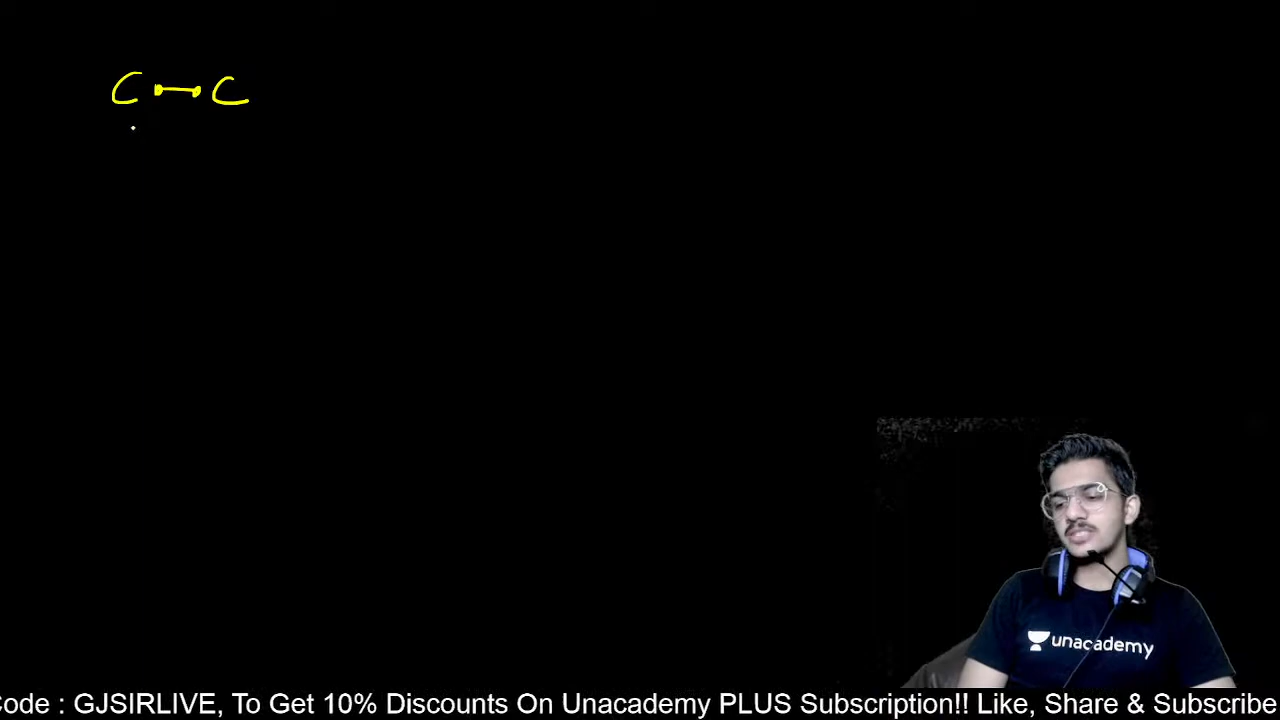 C C
unacademy
Code : GJSIRLIVE, To Get 10% Discounts On Unacademy PLUS Subscription!! Like, Share & Subscribe